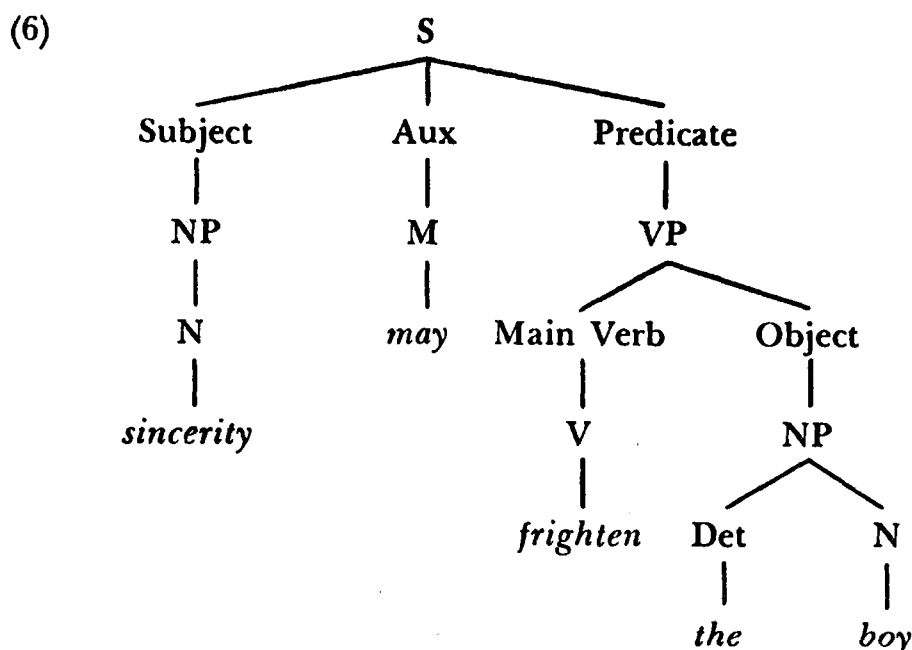 (6) S
Subject Aux Predicate
NP M VP
N may Main Verb Object
sincerity V NP
frighten Det N
the boy